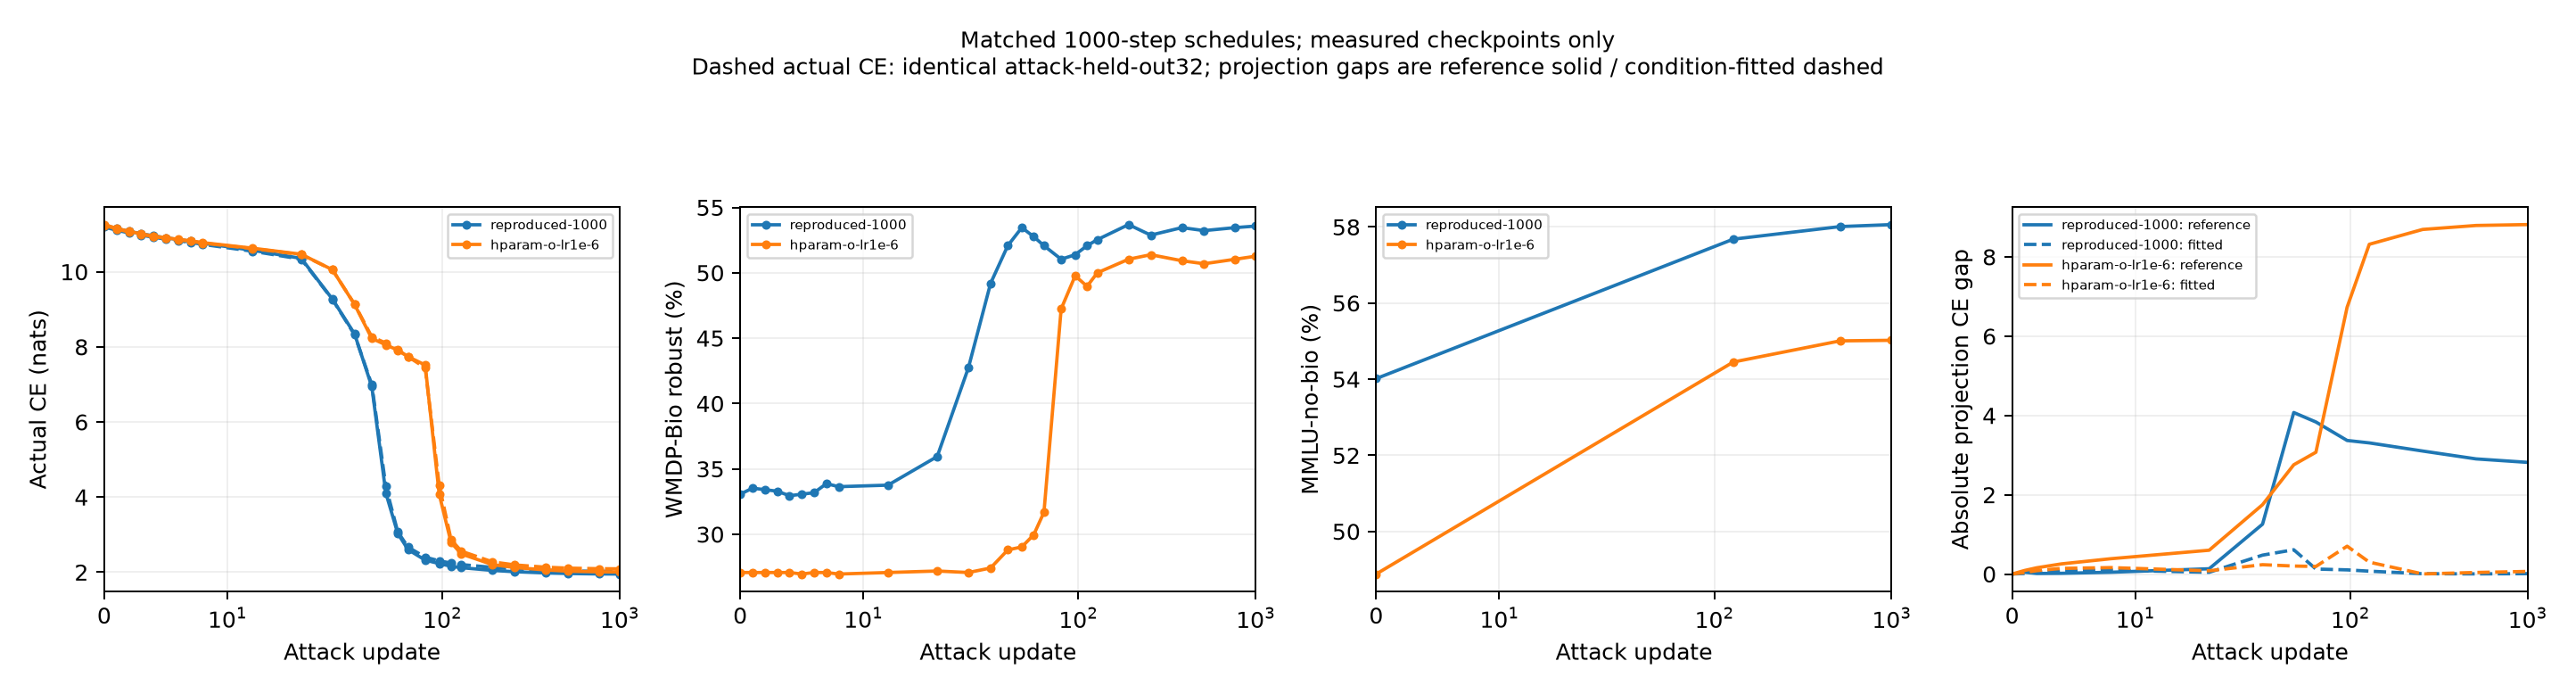 Matched 1000-step schedules; measured checkpoints only
Dashed actual CE: identical attack-held-out32; projection gaps are reference solid / condition-fitted dashed
Actual CE (nats)
10
8
6
4
2
reproduced-1000
hparam-o-lr1e-6
0
10¹
10²
10³
Attack update
WMDP-Bio robust (%)
55
50
45
40
35
30
reproduced-1000
hparam-o-lr1e-6
0
10¹
10²
10³
Attack update
MMLU-no-bio (%)
58
56
54
52
50
reproduced-1000
hparam-o-lr1e-6
0
10¹
10²
10³
Attack update
Absolute projection CE gap
8
6
4
2
0
reproduced-1000: reference
reproduced-1000: fitted
hparam-o-lr1e-6: reference
hparam-o-lr1e-6: fitted
0
10¹
10²
10³
Attack update